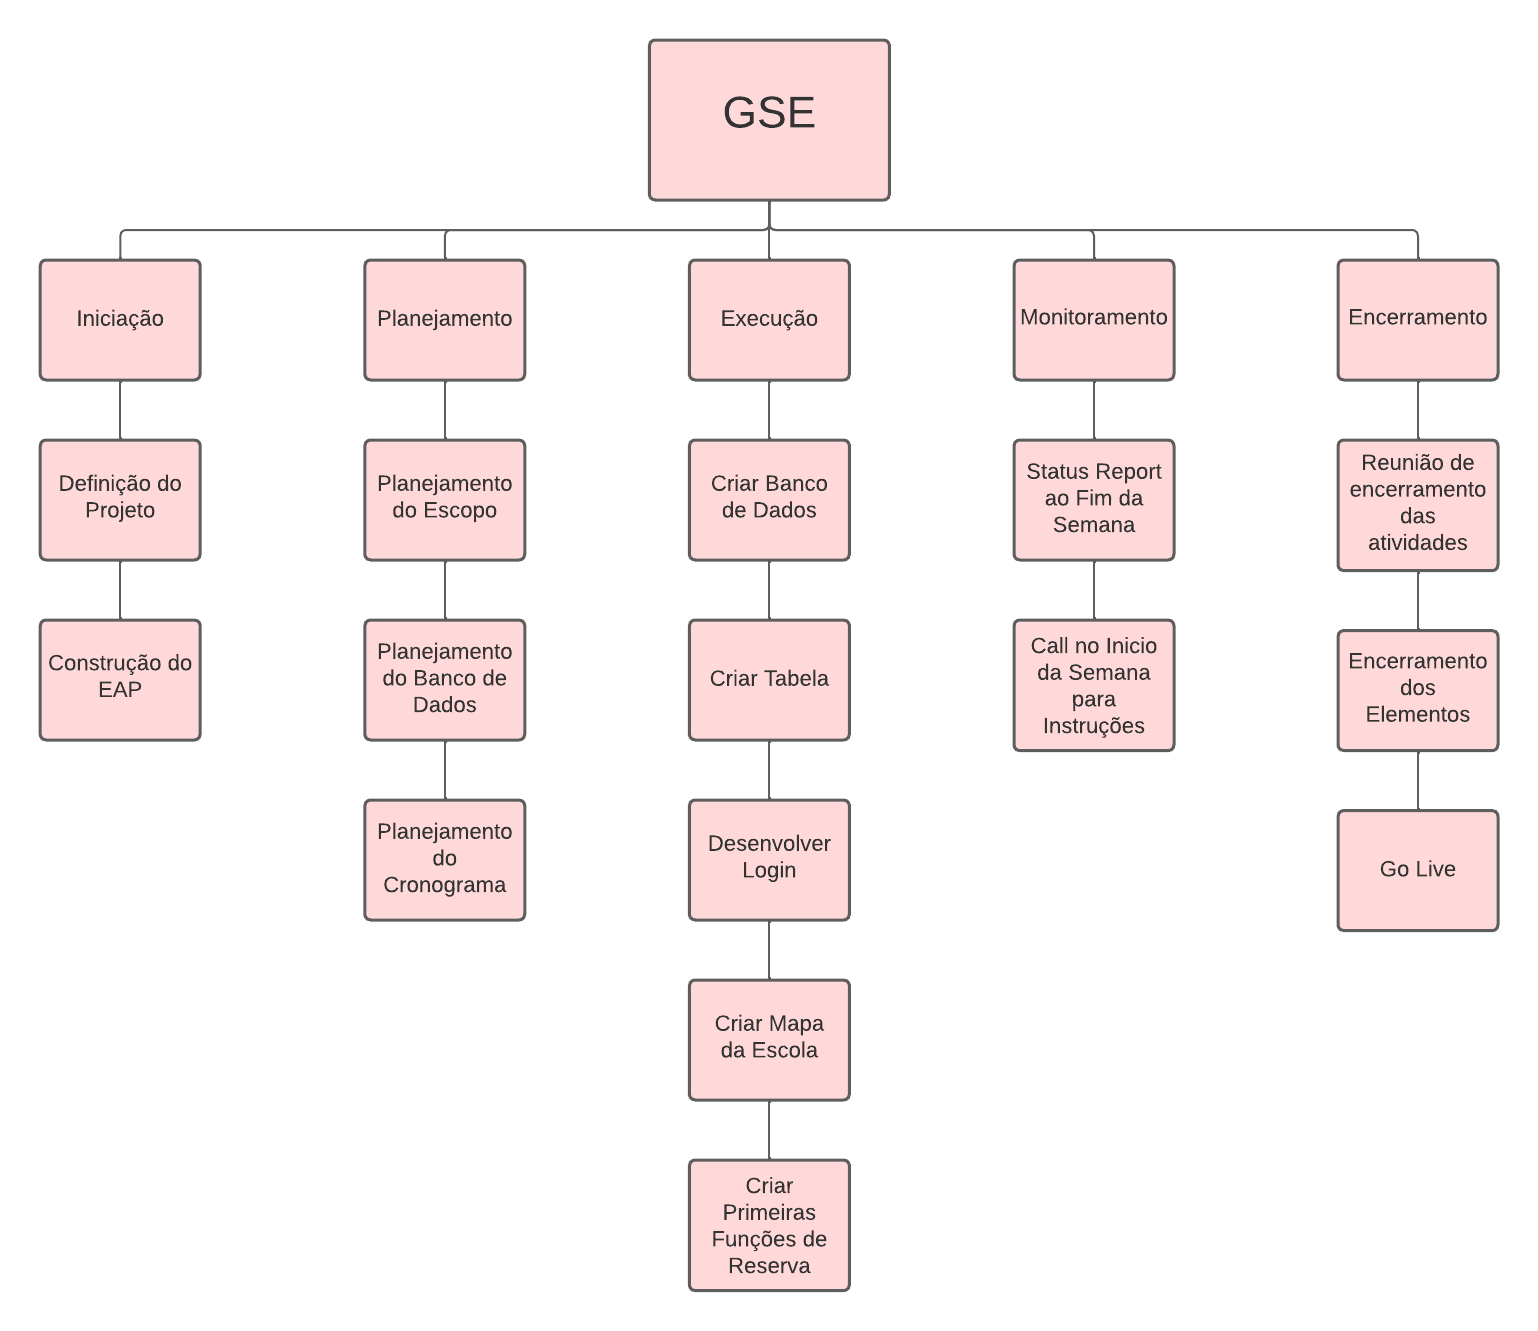 GSE
Iniciação
Planejamento
Execução
Monitoramento
Encerramento
Definição do
Projeto
Planejamento
do Escopo
Criar Banco
de Dados
Status Report
ao Fim da
Semana
Reunião de
encerramento
das
atividades
Construção do
EAP
Planejamento
do Banco de
Dados
Criar Tabela
Call no Inicio
da Semana
para
Instruções
Encerramento
dos
Elementos
Planejamento
do
Cronograma
Desenvolver
Login
Go Live
Criar Mapa
da Escola
Criar
Primeiras
Funções de
Reserva